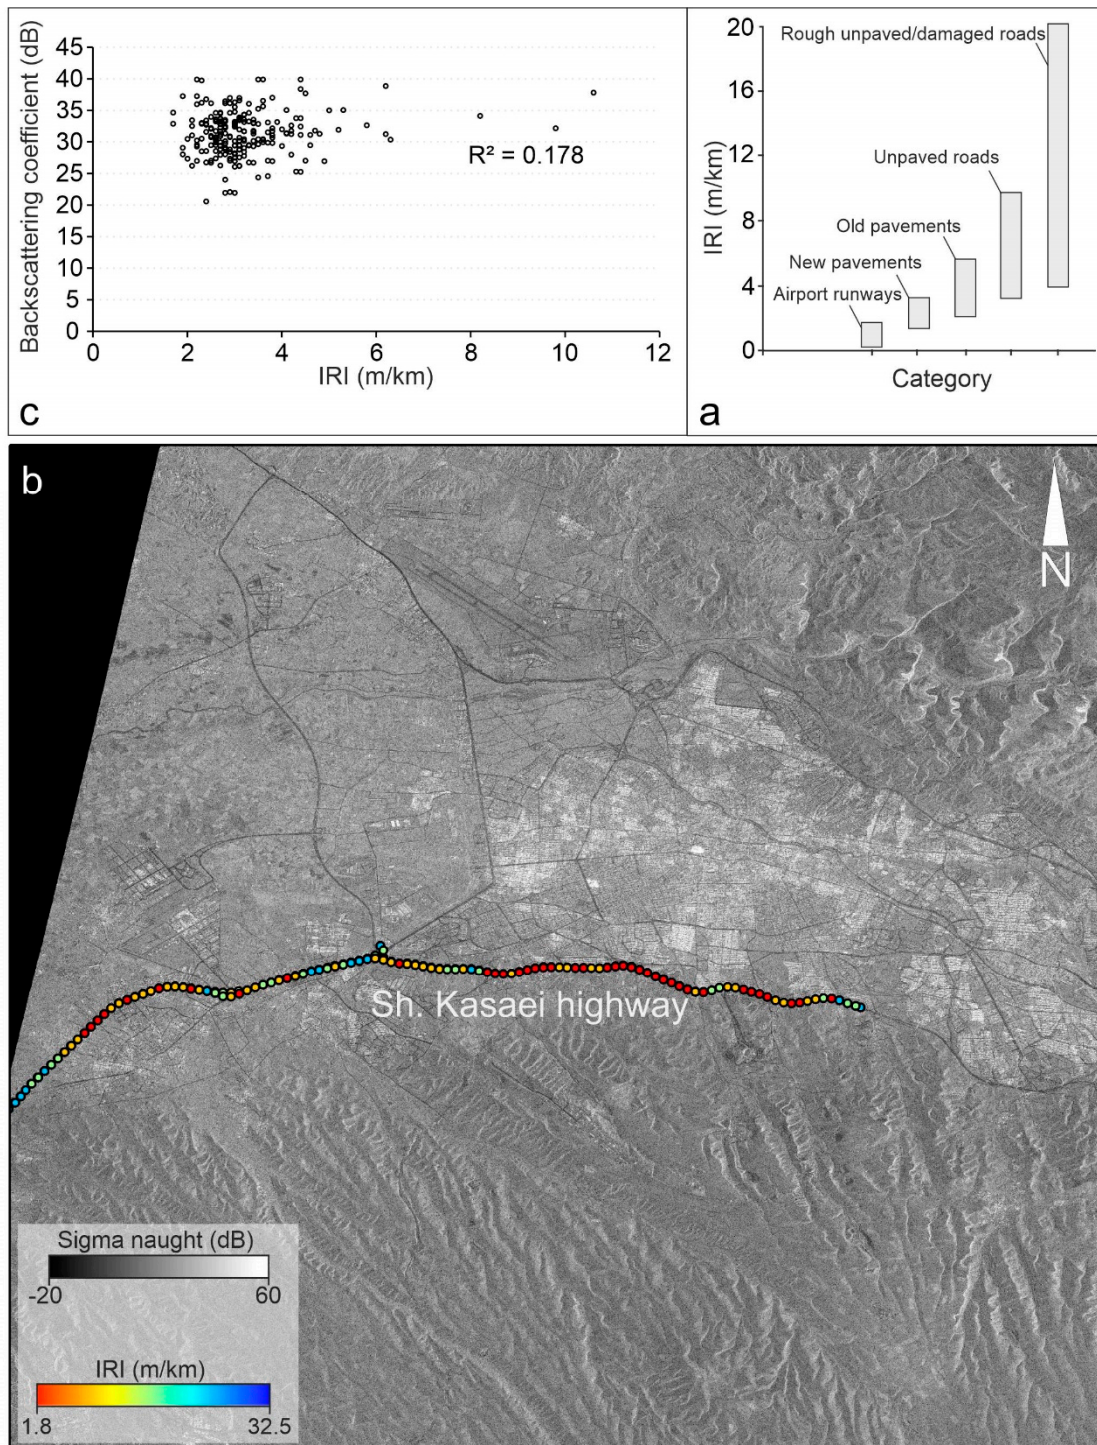 Backscattering coefficient (dB)
45
40
35
30
25
20
15
10
5
0
R² = 0.178
0 2 4 6 8 10 12
IRI (m/km)
c
IRI (m/km)
20
16
12
8
4
0
Rough unpaved/damaged roads
Unpaved roads
Old pavements
New pavements
Airport runways
Category
a
b
N
Sh. Kasaei highway
Sigma naught (dB)
-20 60
IRI (m/km)
1.8 32.5